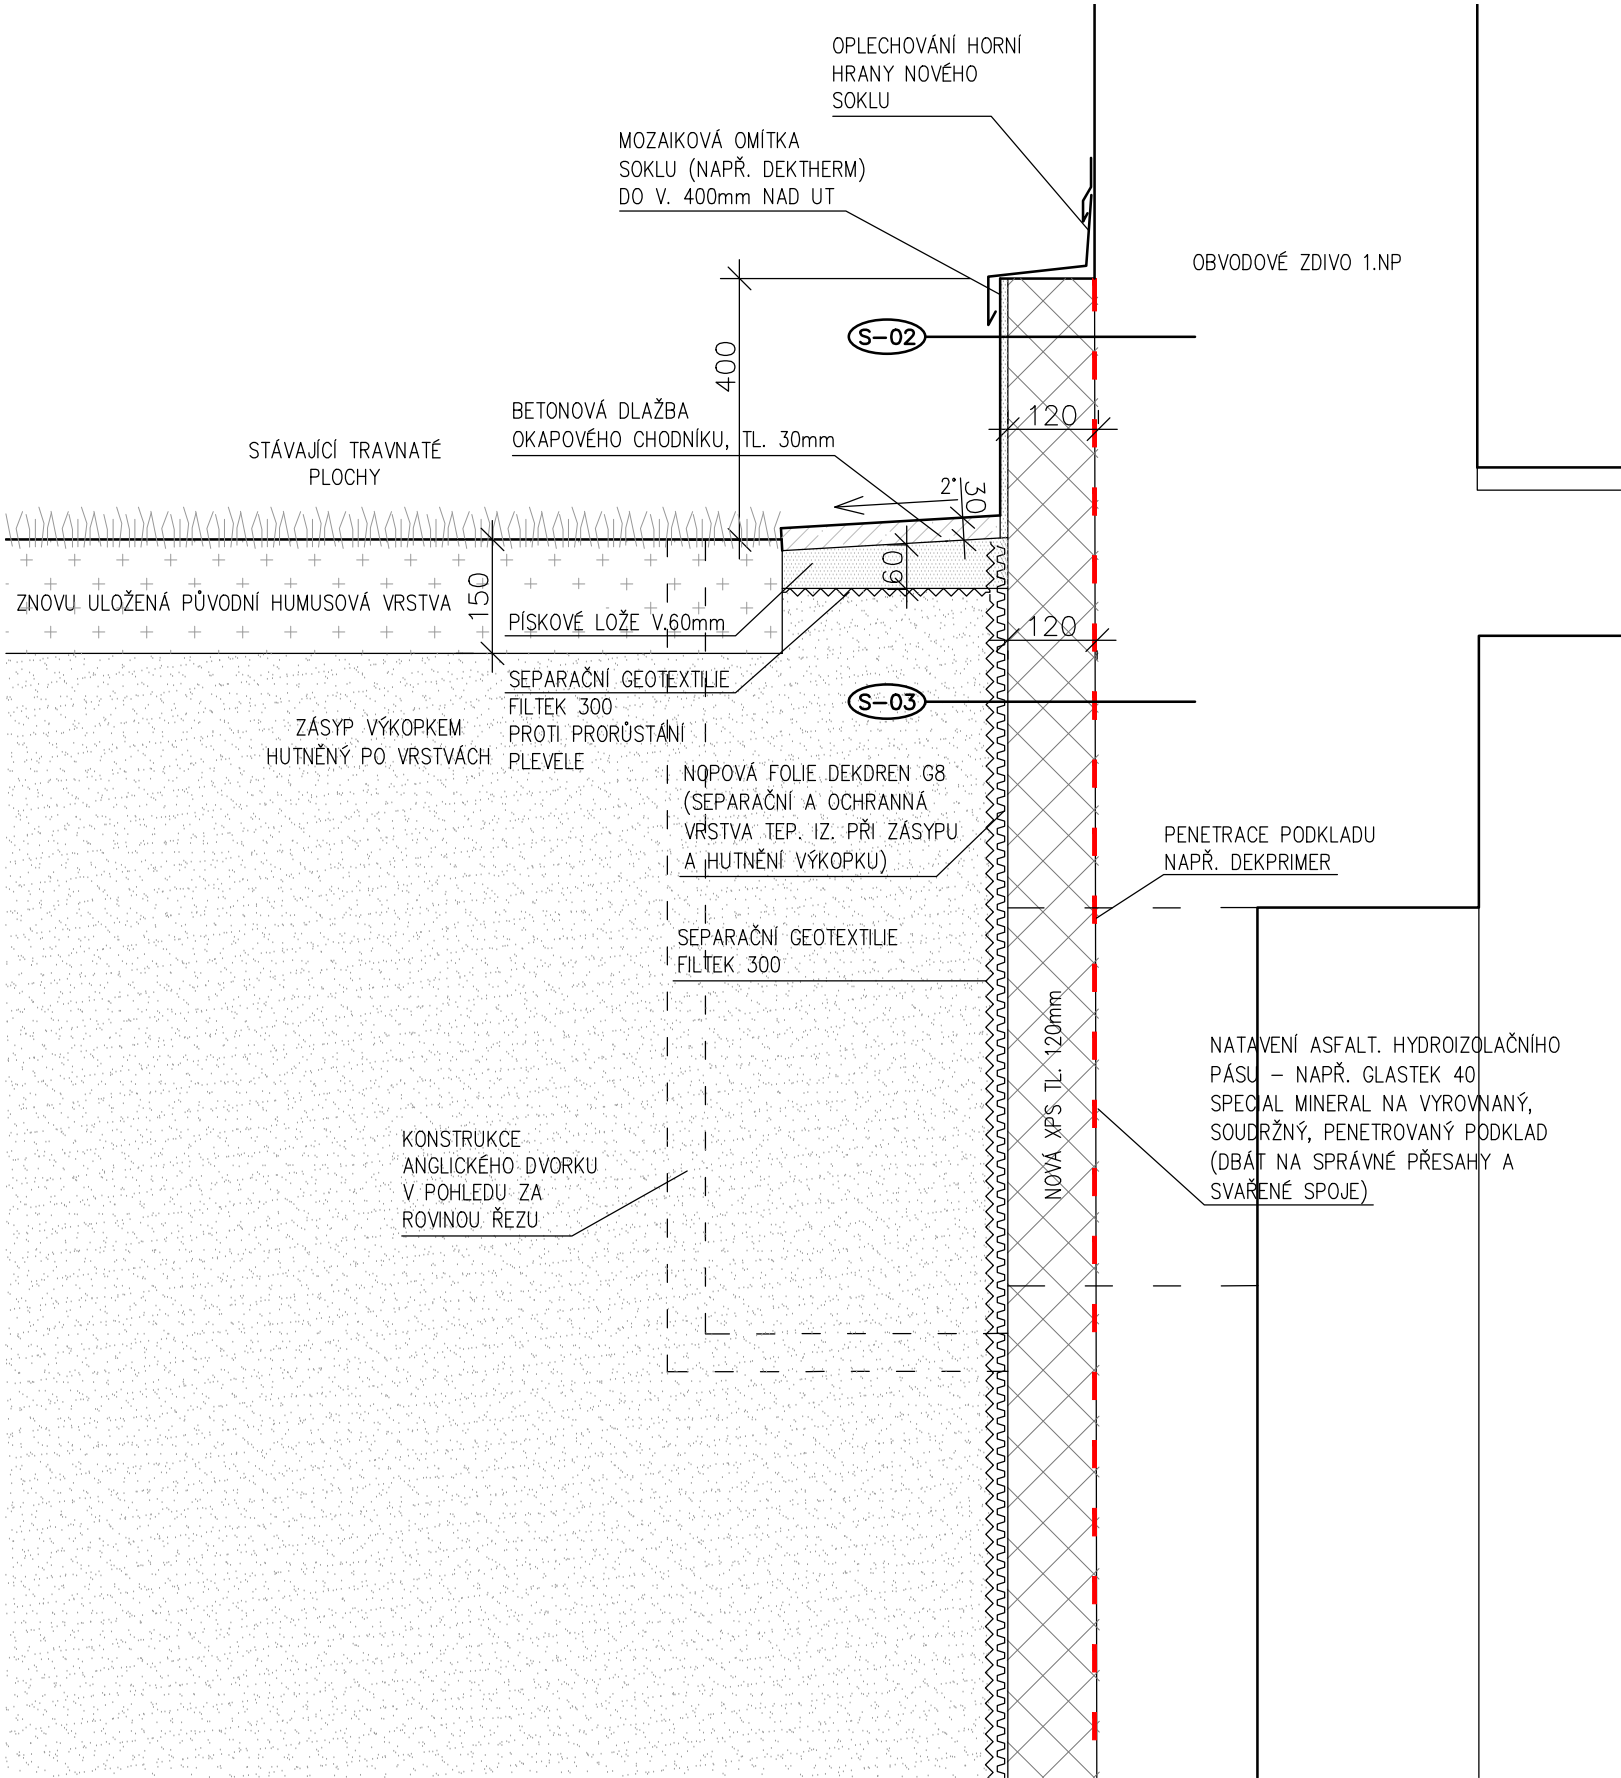 OPLECHOVÁNÍ HORNÍ
HRANY NOVÉHO
SOKLU
MOZAIKOVÁ OMÍTKA
SOKLU (NAPŘ. DEKTHERM)
DO V. 400mm NAD UT
OBVODOVÉ ZDIVO 1.NP
S-02
400
BETONOVÁ DLAŽBA
OKAPOVÉHO CHODNÍKU, TL. 30mm
120
STÁVAJÍCÍ TRAVNATÉ
PLOCHY
2°
30
60
150
ZNOVU ULOŽENÁ PŮVODNÍ HUMUSOVÁ VRSTVA
PÍSKOVÉ LOŽE V.60mm
120
SEPARAČNÍ GEOTEXTILIE
FILTEK 300
PROTI PRORŮSTÁNÍ
PLEVELE
S-03
ZÁSYP VÝKOPKEM
HUTNĚNÝ PO VRSTVÁCH
NOPOVÁ FOLIE DEKDREN G8
(SEPARAČNÍ A OCHRANNÁ
VRSTVA TEP. IZ. PŘI ZÁSYPU
A HUTNĚNÍ VÝKOPKU)
PENETRACE PODKLADU
NAPŘ. DEKPRIMER
SEPARAČNÍ GEOTEXTILIE
FILTEK 300
NOVÁ XPS TL. 120mm
NATAVENÍ ASFALT. HYDROIZOLAČNÍHO
PÁSU – NAPŘ. GLASTEK 40
SPECIAL MINERAL NA VYROVNANÝ,
SOUDRŽNÝ, PENETROVANÝ PODKLAD
(DBÁT NA SPRÁVNÉ PŘESAHY A
SVAŘENÉ SPOJE)
KONSTRUKCE
ANGLICKÉHO DVORKU
V POHLEDU ZA
ROVINOU ŘEZU